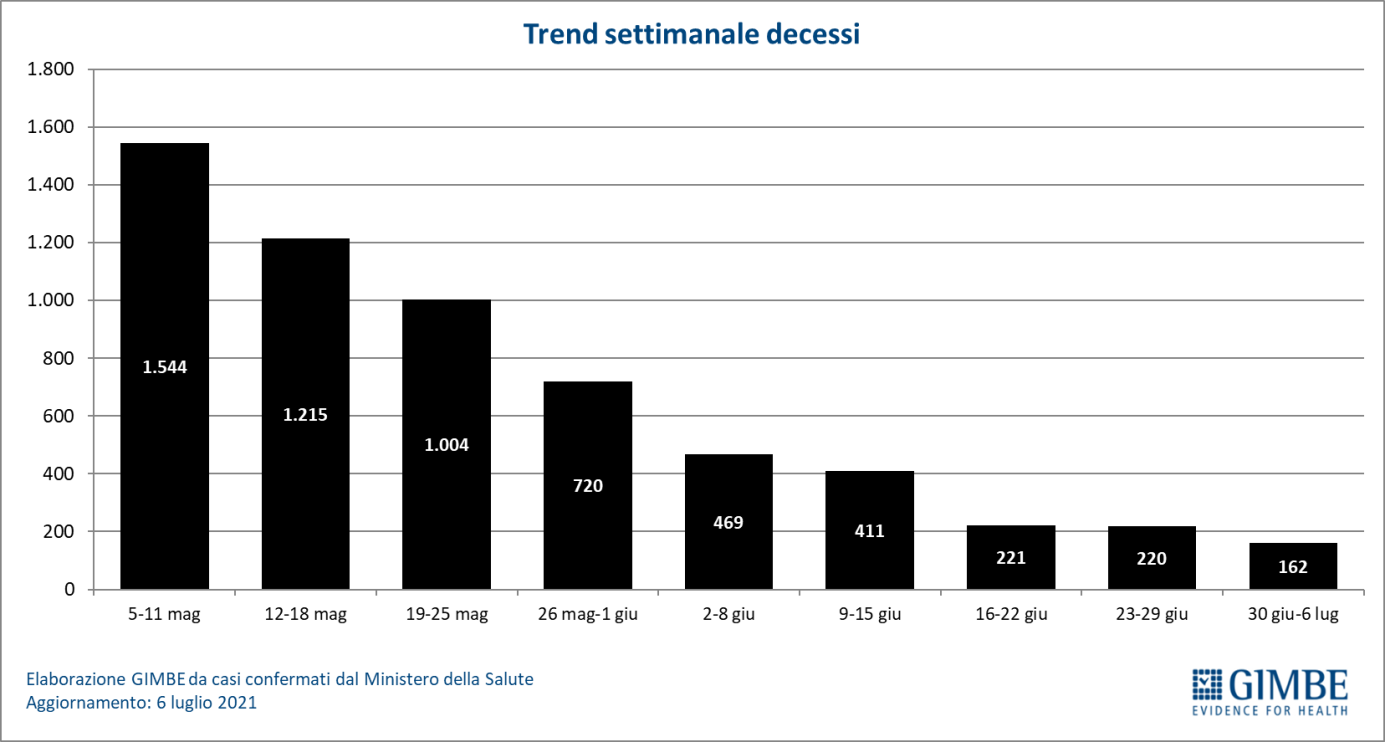 Trend settimanale decessi
1.800
1.600
1.400
1.200
1.000
800
600
400
200
0
1.544
1.215
1.004
720
469
411
221
220
162
5-11 mag
12-18 mag
19-25 mag
26 mag-1 giu
2-8 giu
9-15 giu
16-22 giu
23-29 giu
30 giu-6 lug
Elaborazione GIMBE da casi confermati dal Ministero della Salute
Aggiornamento: 6 luglio 2021
GIMBE
EVIDENCE FOR HEALTH